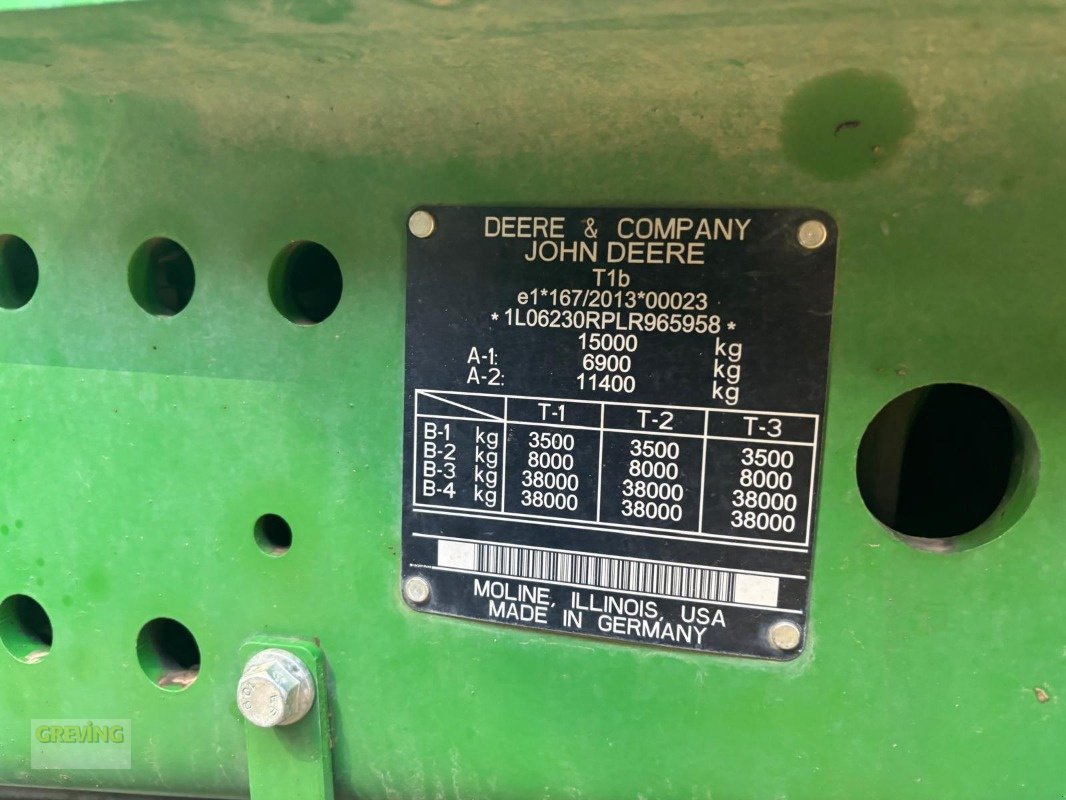 DEERE & COMPANY
JOHN DEERE
T1b
e1*167/2013*00023
*1L06230RPLR965958*
15000 kg
A-1: 6900 kg
A-2: 11400 kg
T-1 T-2 T-3
B-1 kg 3500 3500 3500
B-2 kg 8000 8000 8000
B-3 kg 38000 38000 38000
B-4 kg 38000 38000 38000
MOLINE, ILLINOIS, USA
MADE IN GERMANY
GREVING